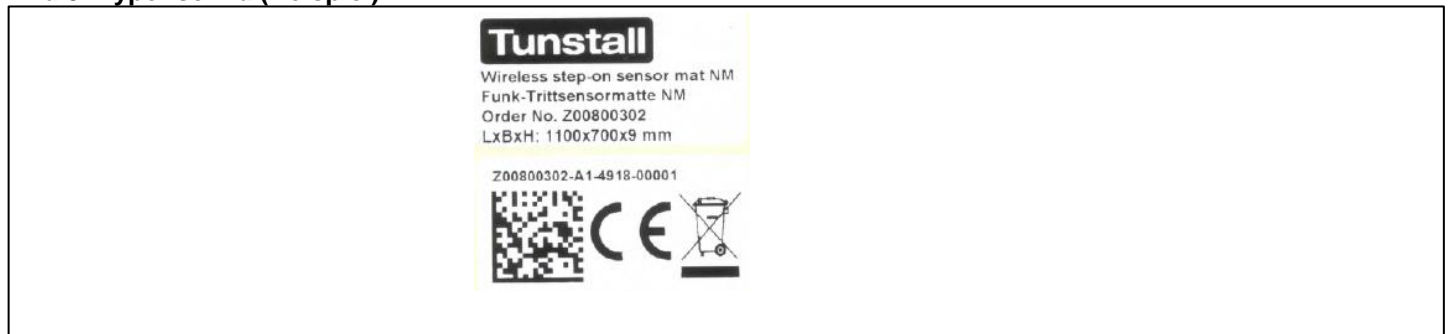 Tunstall
Wireless step-on sensor mat NM
Funk-Trittsensormatte NM
Order No. Z00800302
LxBxH: 1100x700x9 mm
Z00800302-A1-4918-00001
CE